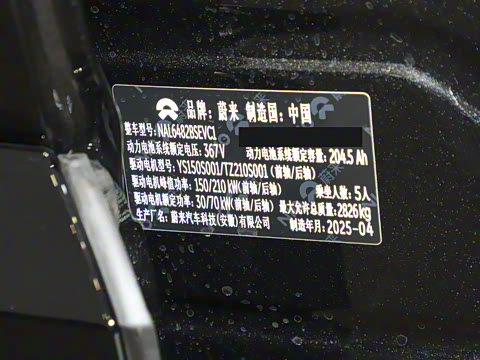 品牌：蔚来 制造国：中国
整车型号：NAL6482BSEVC1
动力电池系统额定电压：367V 动力电池系统额定容量：204.5 Ah
驱动电机型号：YS150S001/TZ210S001（前轴/后轴）
驱动电机峰值功率：150/210 kW（前轴/后轴） 乘坐人数：5人
驱动电机额定功率：30/70 kW（前轴/后轴） 最大允许总质量：2826kg
生产厂名：蔚来汽车科技(安徽)有限公司 制造年月：2025-04